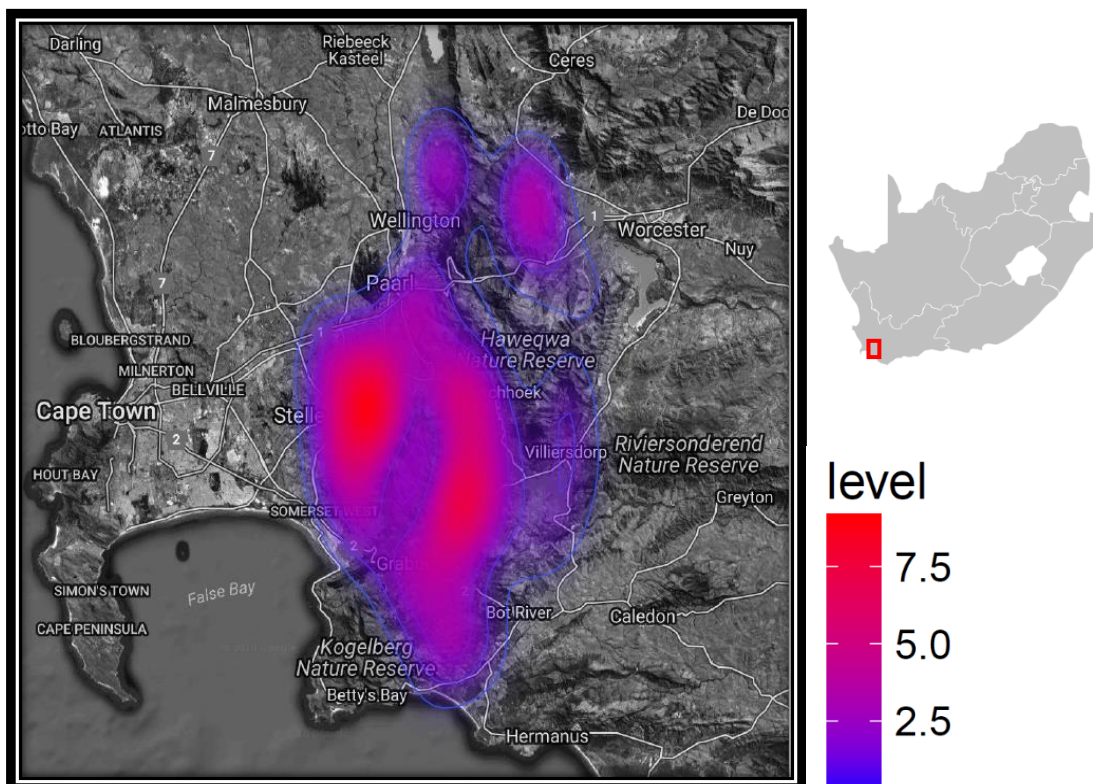 Darling
Riebeeck
Kasteel
Ceres
Malmesbury
De Doo
otto Bay
ATLANTIS
7
Wellington
1
Worcester
Nuy
7
Paarl
1
BLOUBERGSTRAND
Haweqwa
Nature Reserve
MILNERTON
BELLVILLE
chhoek
Cape Town
Stelle
2
Villiersdorp
Riviersonderend
Nature Reserve
HOUT BAY
Greyton
SOMERSET WEST
2
Grabo
SIMON'S TOWN
False Bay
2
Bot River
Caledon
CAPE PENINSULA
Kogelberg
Nature Reserve
Betty's Bay
Hermanus
level
7.5
5.0
2.5